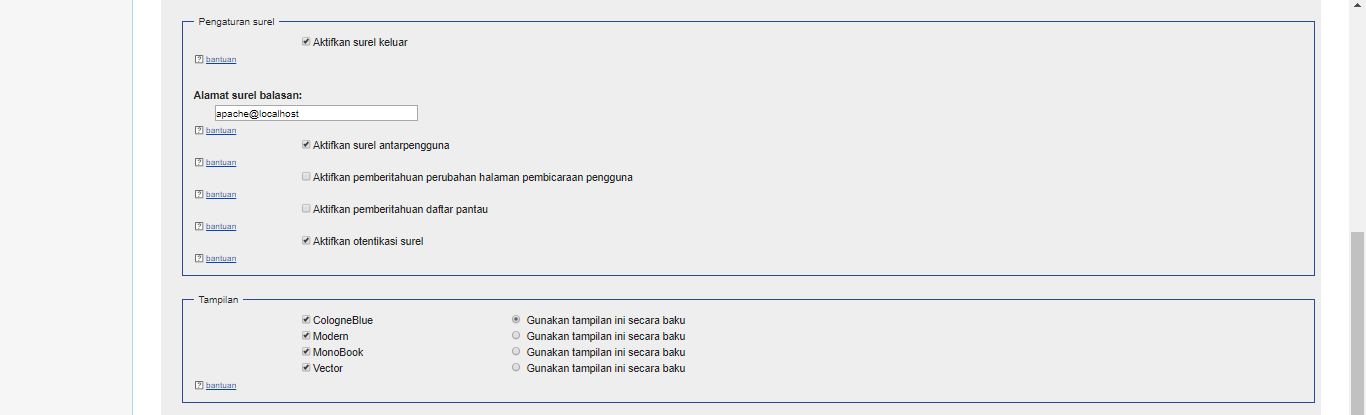 Pengaturan surel
Aktifkan surel keluar
? bantuan
Alamat surel balasan:
apache@localhost
? bantuan
Aktifkan surel antarpengguna
? bantuan
Aktifkan pemberitahuan perubahan halaman pembicaraan pengguna
? bantuan
Aktifkan pemberitahuan daftar pantau
? bantuan
Aktifkan otentikasi surel
? bantuan
Tampilan
CologneBlue Gunakan tampilan ini secara baku
Modern Gunakan tampilan ini secara baku
MonoBook Gunakan tampilan ini secara baku
Vector Gunakan tampilan ini secara baku
? bantuan